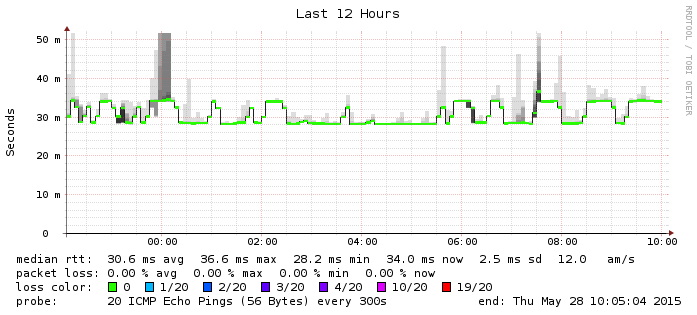 Last 12 Hours
RRDTOOL / TOBI OETIKER
Seconds
50 m
40 m
30 m
20 m
10 m
0
00:00 02:00 04:00 06:00 08:00 10:00
median rtt: 30.6 ms avg 36.6 ms max 28.2 ms min 34.0 ms now 2.5 ms sd 12.0 am/s
packet loss: 0.00 % avg 0.00 % max 0.00 % min 0.00 % now
loss color: 0 1/20 2/20 3/20 4/20 10/20 19/20
probe: 20 ICMP Echo Pings (56 Bytes) every 300s end: Thu May 28 10:05:04 2015